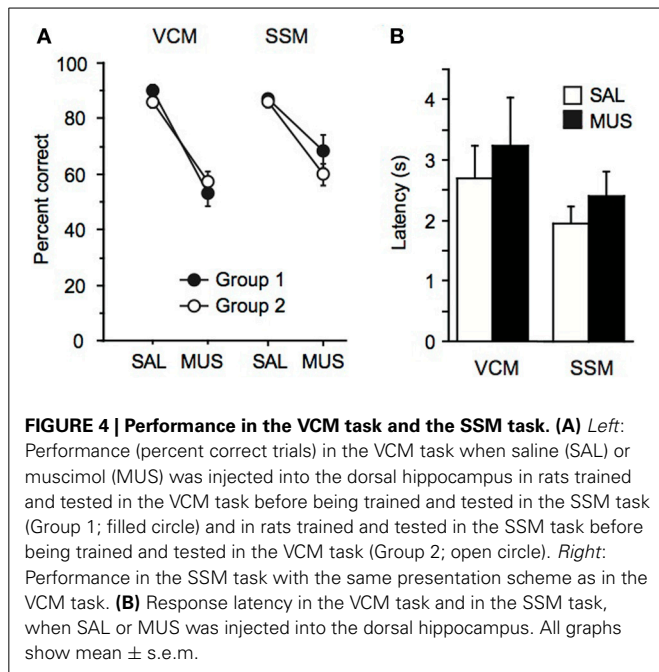 A VCM SSM
100
80
60
40
20
0
Percent correct
Group 1
Group 2
SAL MUS SAL MUS
B
SAL
MUS
4
3
2
1
0
Latency (s)
VCM SSM
FIGURE 4 | Performance in the VCM task and the SSM task. (A) Left:
Performance (percent correct trials) in the VCM task when saline (SAL) or
muscimol (MUS) was injected into the dorsal hippocampus in rats trained
and tested in the VCM task before being trained and tested in the SSM task
(Group 1; filled circle) and in rats trained and tested in the SSM task before
being trained and tested in the VCM task (Group 2; open circle). Right:
Performance in the SSM task with the same presentation scheme as in the
VCM task. (B) Response latency in the VCM task and in the SSM task,
when SAL or MUS was injected into the dorsal hippocampus. All graphs
show mean ± s.e.m.